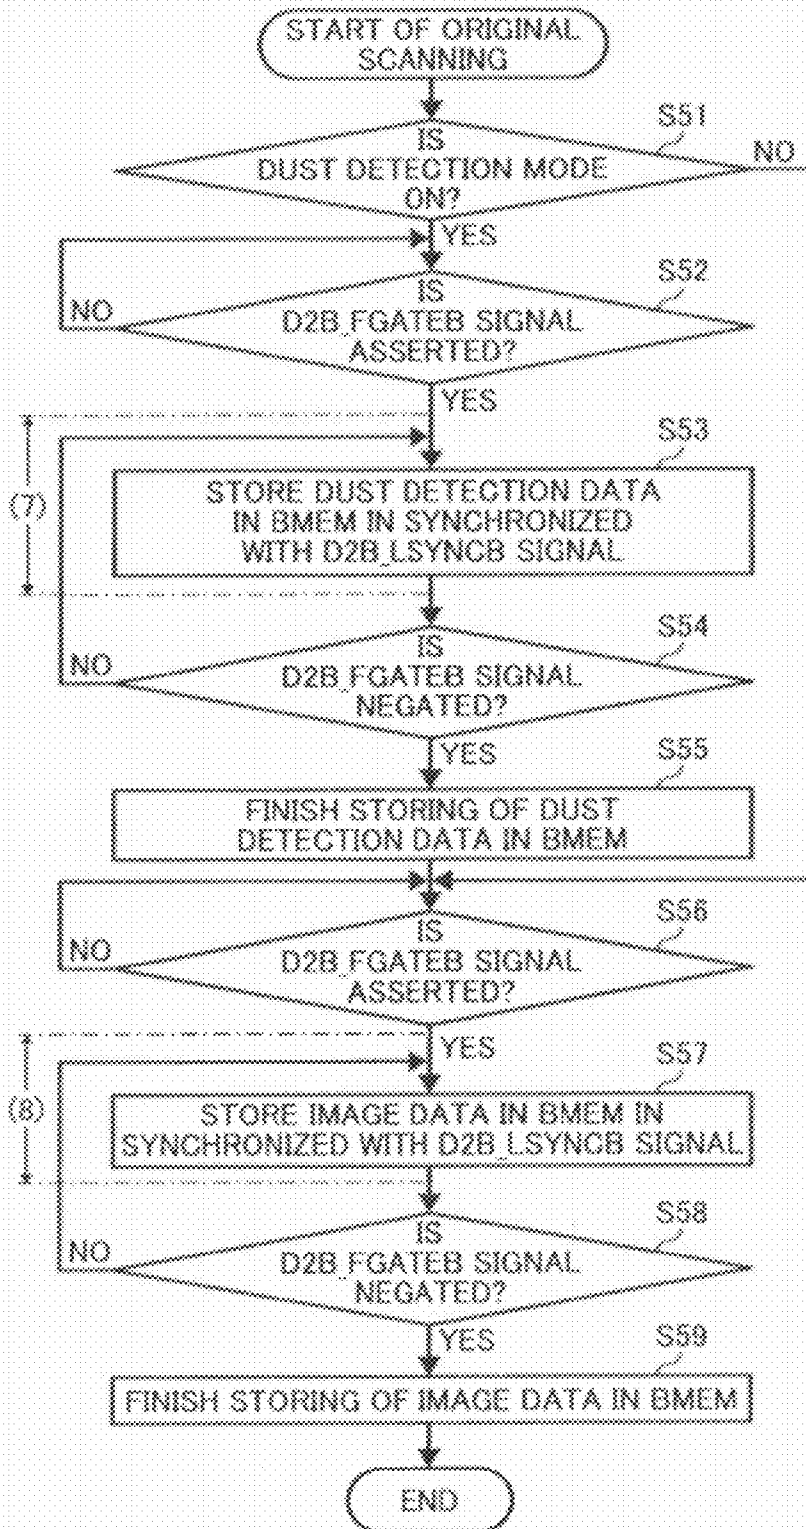 START OF ORIGINAL
SCANNING
S51
IS
DUST DETECTION MODE
ON?
NO
YES
S52
IS
D2B_FGATEB SIGNAL
ASSERTED?
NO
YES
(7)
S53
STORE DUST DETECTION DATA
IN BMEM IN SYNCHRONIZED
WITH D2B_LSYNCB SIGNAL
S54
IS
D2B_FGATEB SIGNAL
NEGATED?
NO
YES
S55
FINISH STORING OF DUST
DETECTION DATA IN BMEM
S56
IS
D2B_FGATEB SIGNAL
ASSERTED?
NO
YES
(8)
S57
STORE IMAGE DATA IN BMEM IN
SYNCHRONIZED WITH D2B_LSYNCB SIGNAL
S58
IS
D2B_FGATEB SIGNAL
NEGATED?
NO
YES
S59
FINISH STORING OF IMAGE DATA IN BMEM
END